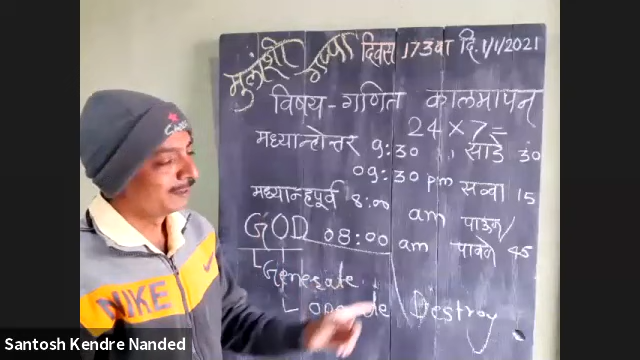 मुलांशी गप्पा दिवस 173वा दि. 1/1/2021
विषय - गणित कालमापन
24 × 7 =
मध्यान्होत्तर 9:30, साडे 30
09:30 pm सव्वा 15
मध्यान्हपूर्व 8:00 am पाऊण/
GOD 08:00 am पावणे 45
Generate
Destroy
NIKE
Santosh Kendre Nanded